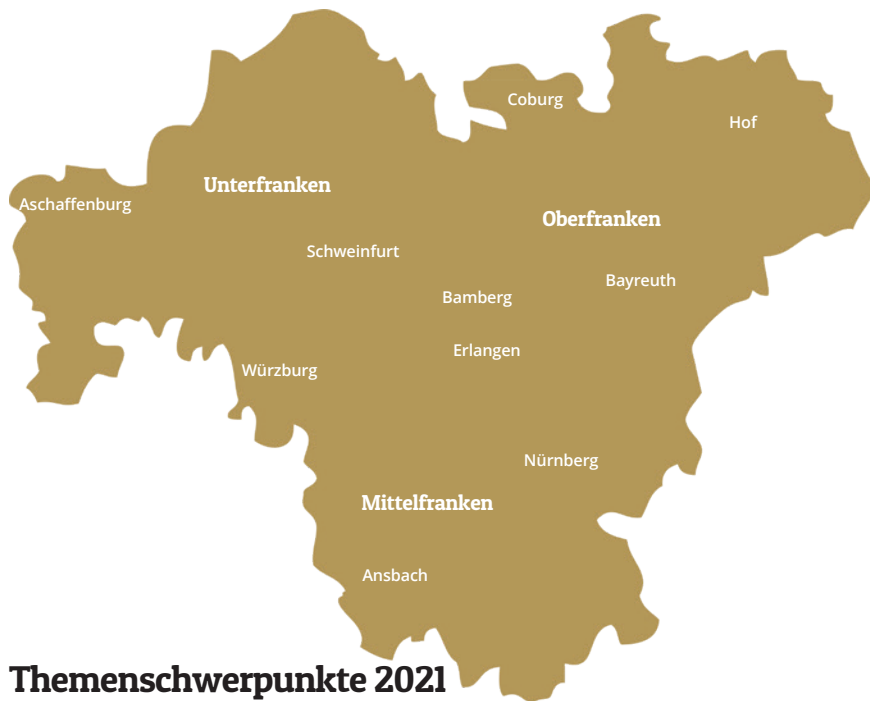 Coburg
Hof
Unterfranken
Aschaffenburg
Oberfranken
Schweinfurt
Bayreuth
Bamberg
Erlangen
Würzburg
Nürnberg
Mittelfranken
Ansbach
Themenschwerpunkte 2021